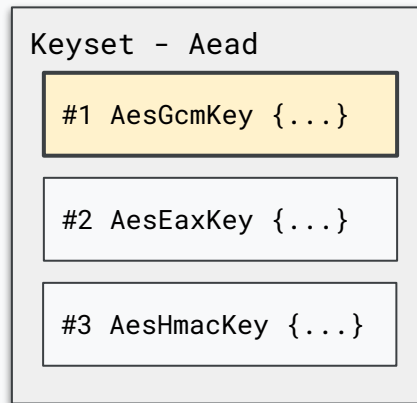 Keyset - Aead
#1 AesGcmKey {...}
#2 AesEaxKey {...}
#3 AesHmacKey {...}